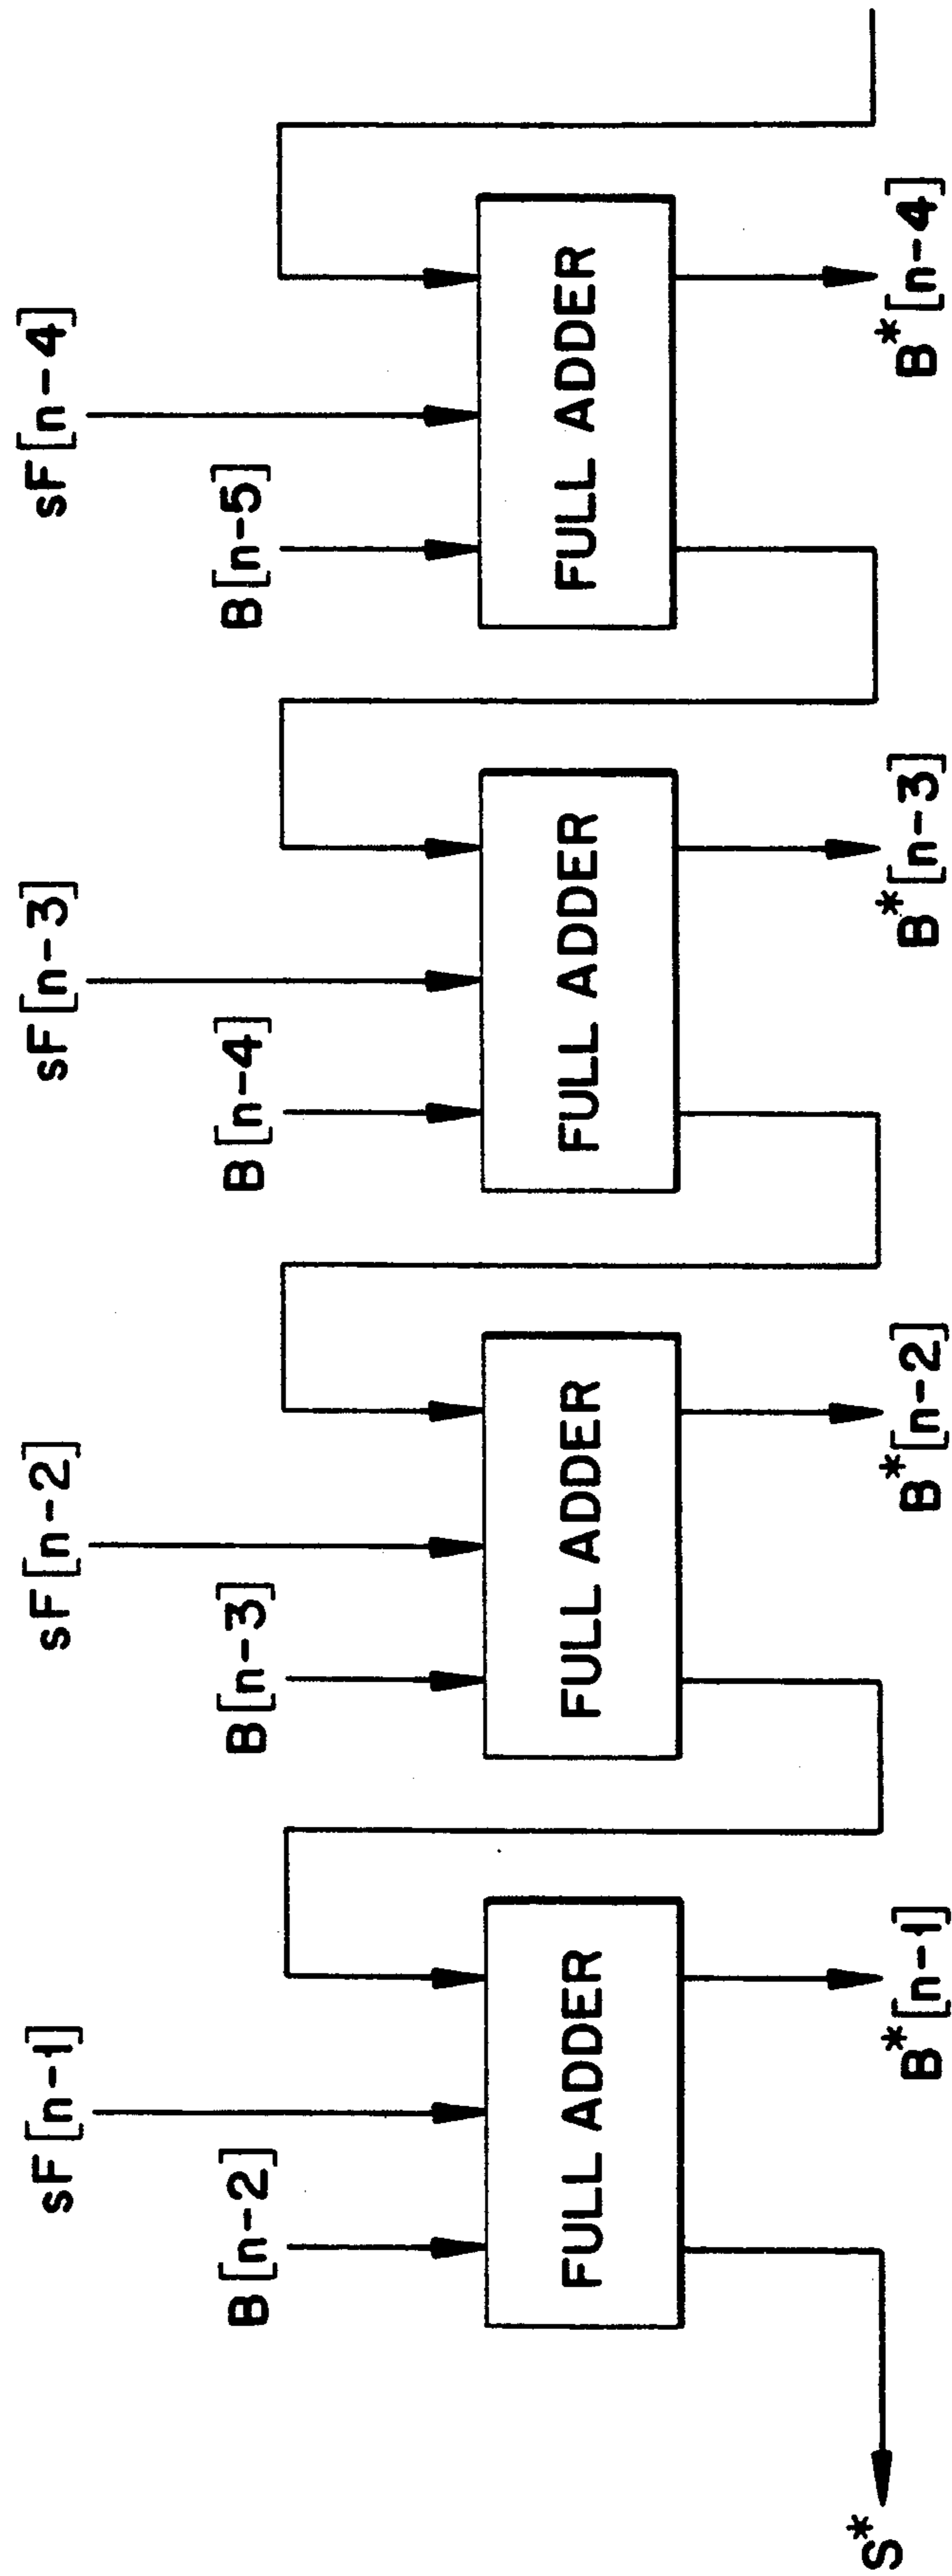 sF[n-1]
sF[n-2]
sF[n-3]
sF[n-4]
B[n-2]
B[n-3]
B[n-4]
B[n-5]
FULL ADDER
FULL ADDER
FULL ADDER
FULL ADDER
S*
B*[n-1]
B*[n-2]
B*[n-3]
B*[n-4]